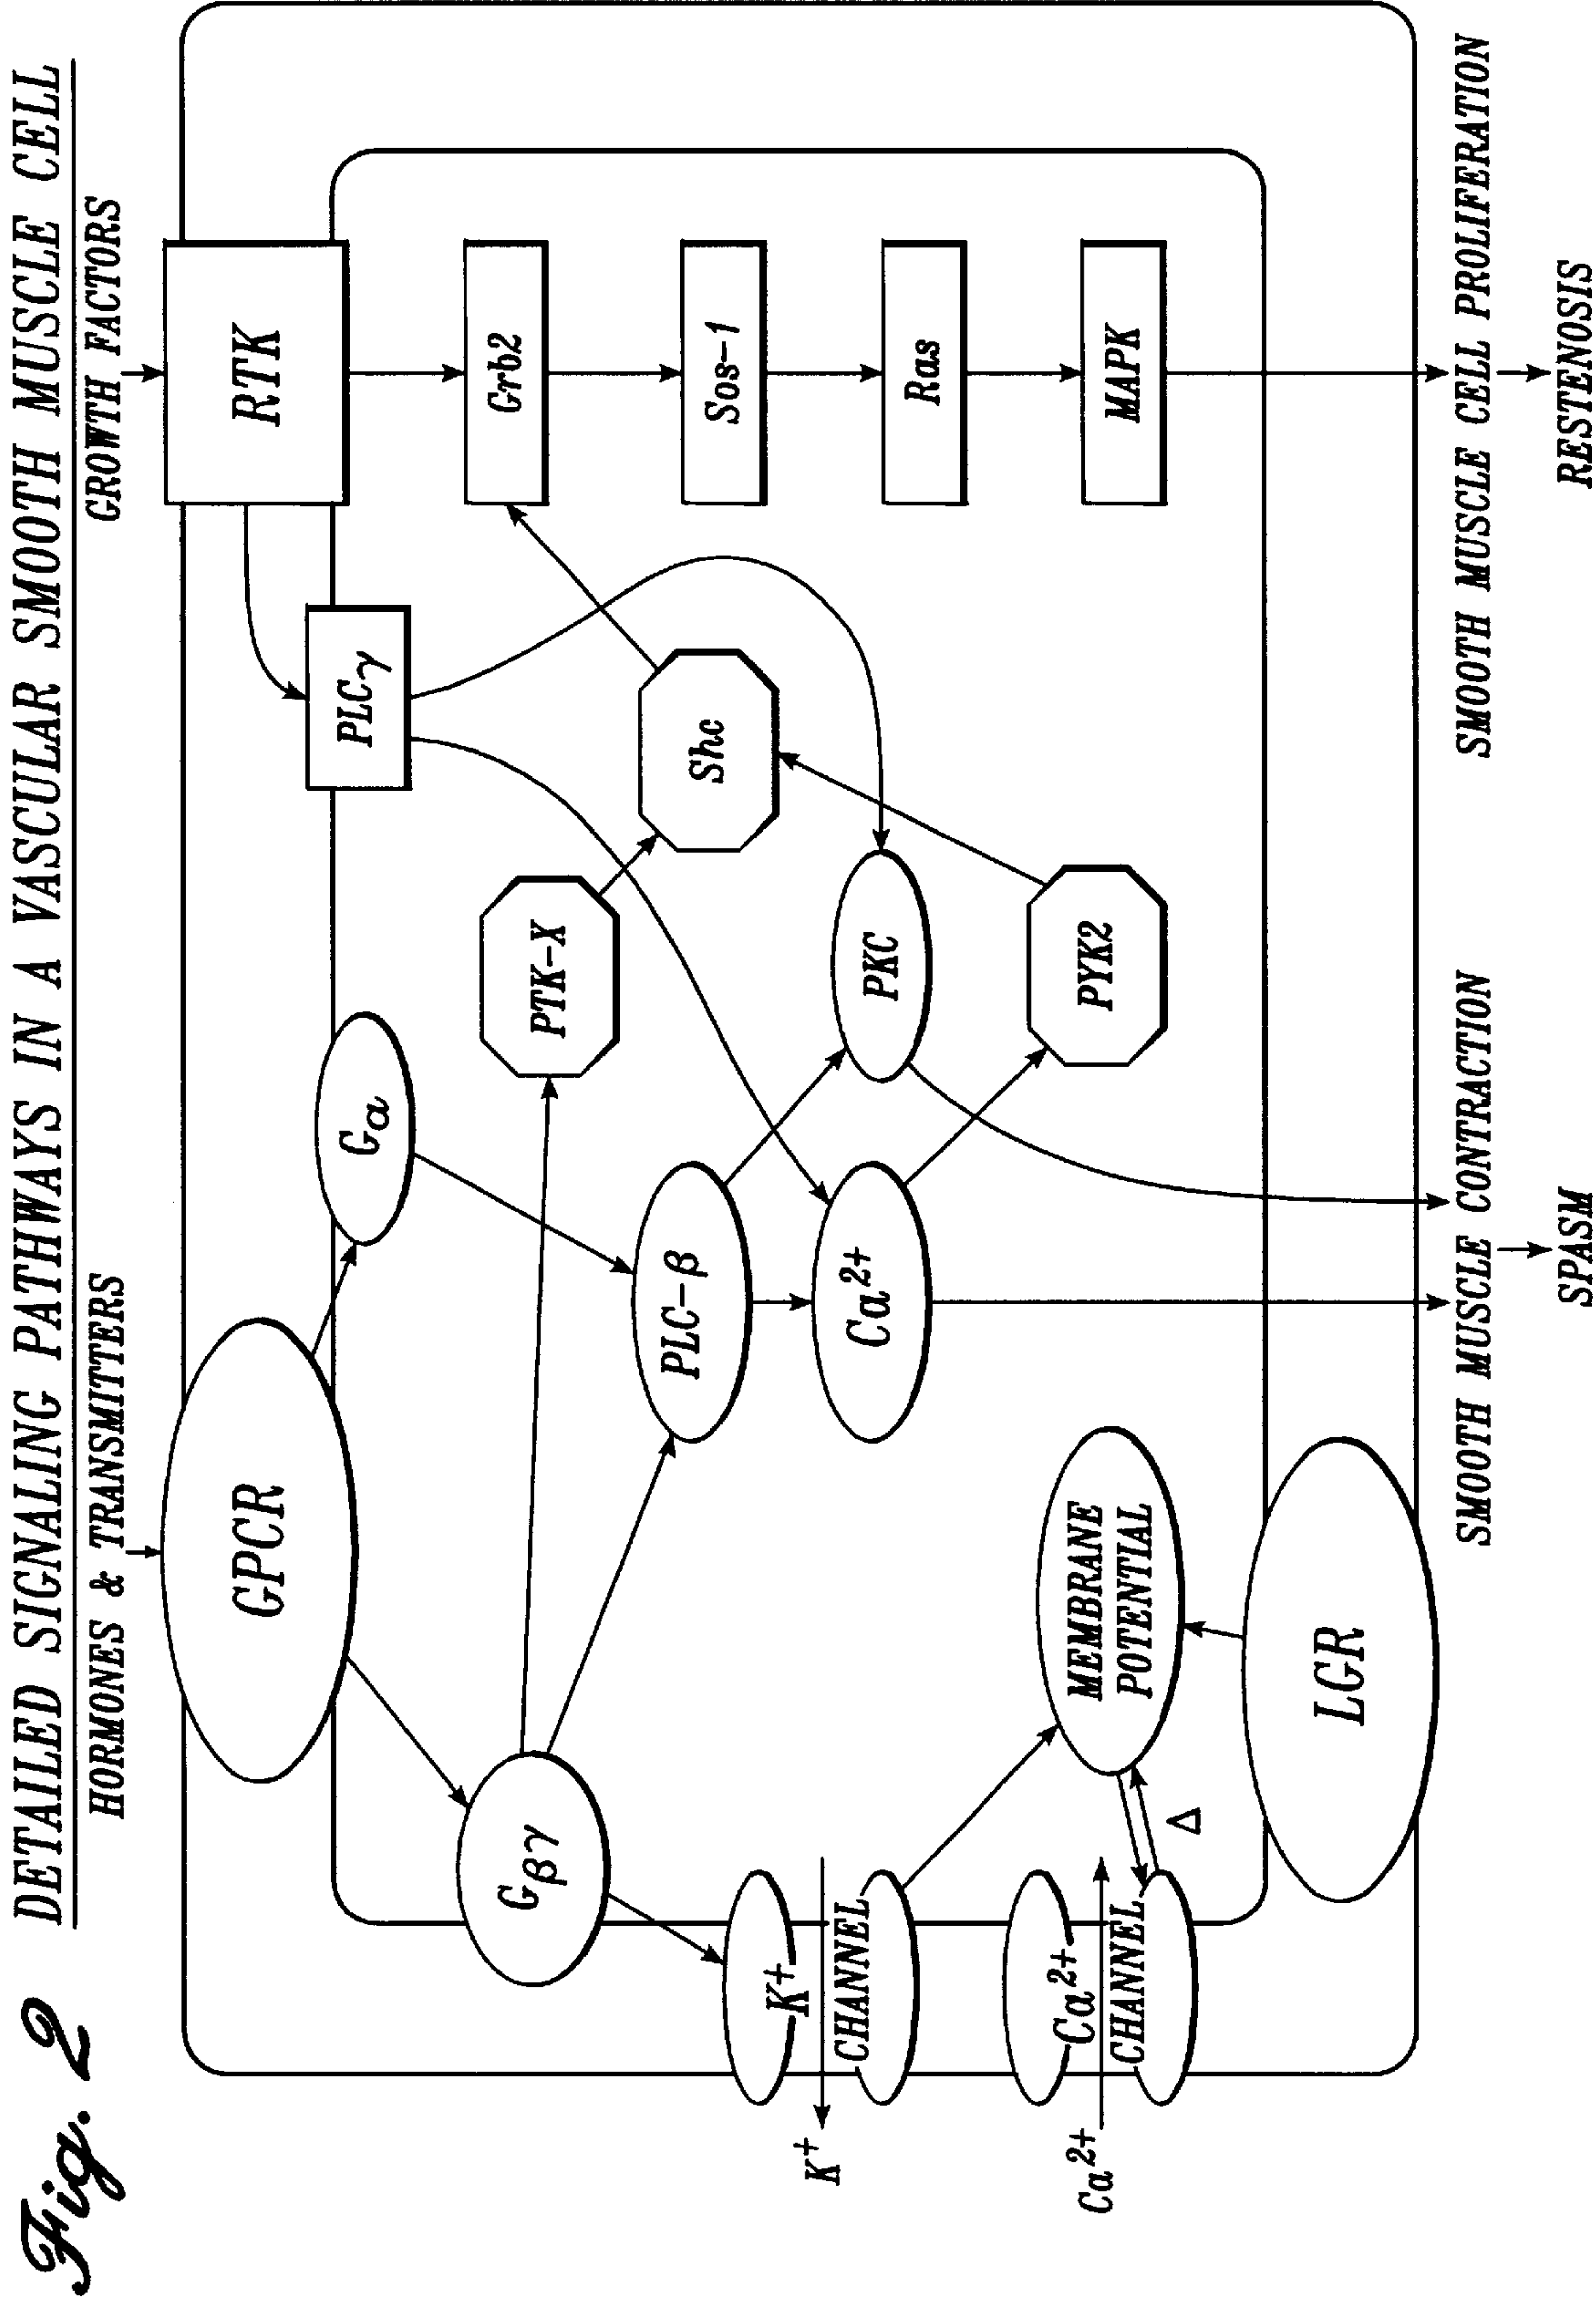 Fig. 2
DETAILED SIGNALING PATHWAYS IN A VASCULAR SMOOTH MUSCLE CELL
HORMONES & TRANSMITTERS
GROWTH FACTORS
GPCR
RTK
Gα
PLCγ
Gβγ
PTK-X
Grb2
PLC-β
Shc
Sos-1
K+
K+
CHANNEL
Ca2+
PKC
Ras
Ca2+
Ca2+
CHANNEL
Δ
MEMBRANE
POTENTIAL
PYK2
MAPK
LGR
SMOOTH MUSCLE CONTRACTION
SMOOTH MUSCLE CELL PROLIFERATION
SPASM
RESTENOSIS